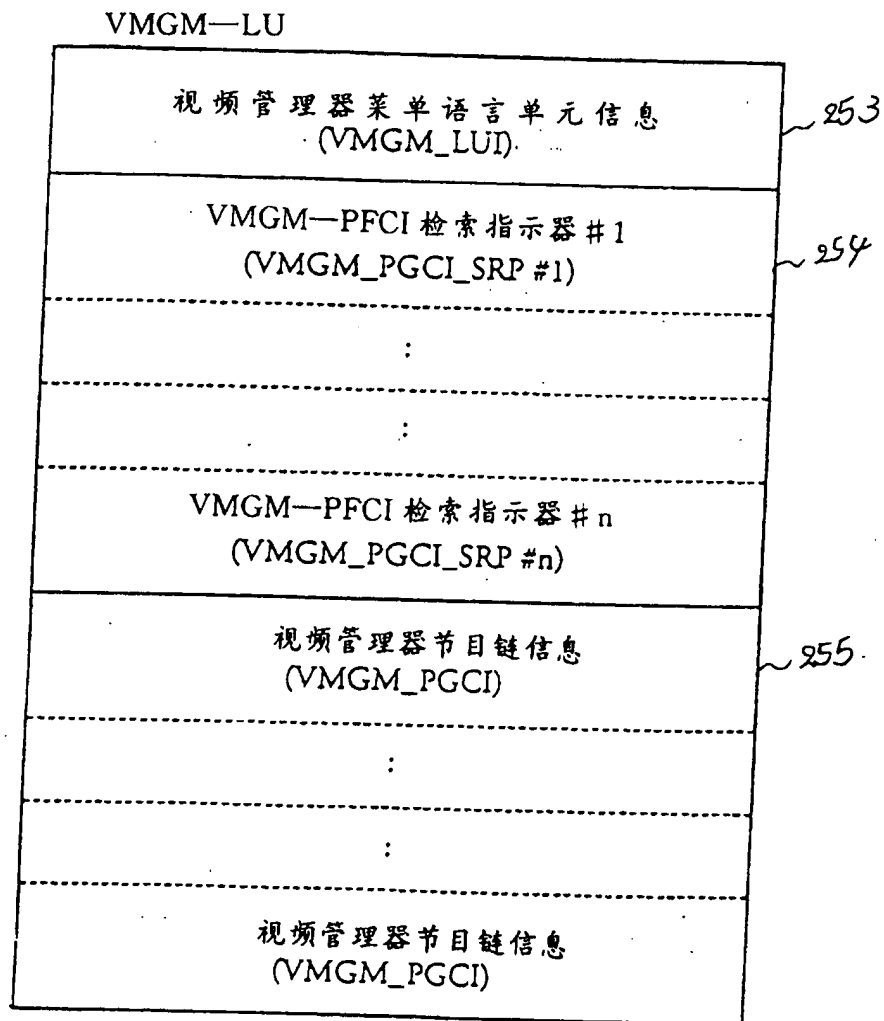 VMGM—LU
视频管理器菜单语言单元信息
(VMGM_LUI)
253
VMGM—PFCI 检索指示器 #1
(VMGM_PGCI_SRP #1)
254
:
:
VMGM—PFCI 检索指示器 #n
(VMGM_PGCI_SRP #n)
视频管理器节目链信息
(VMGM_PGCI)
255
:
:
视频管理器节目链信息
(VMGM_PGCI)